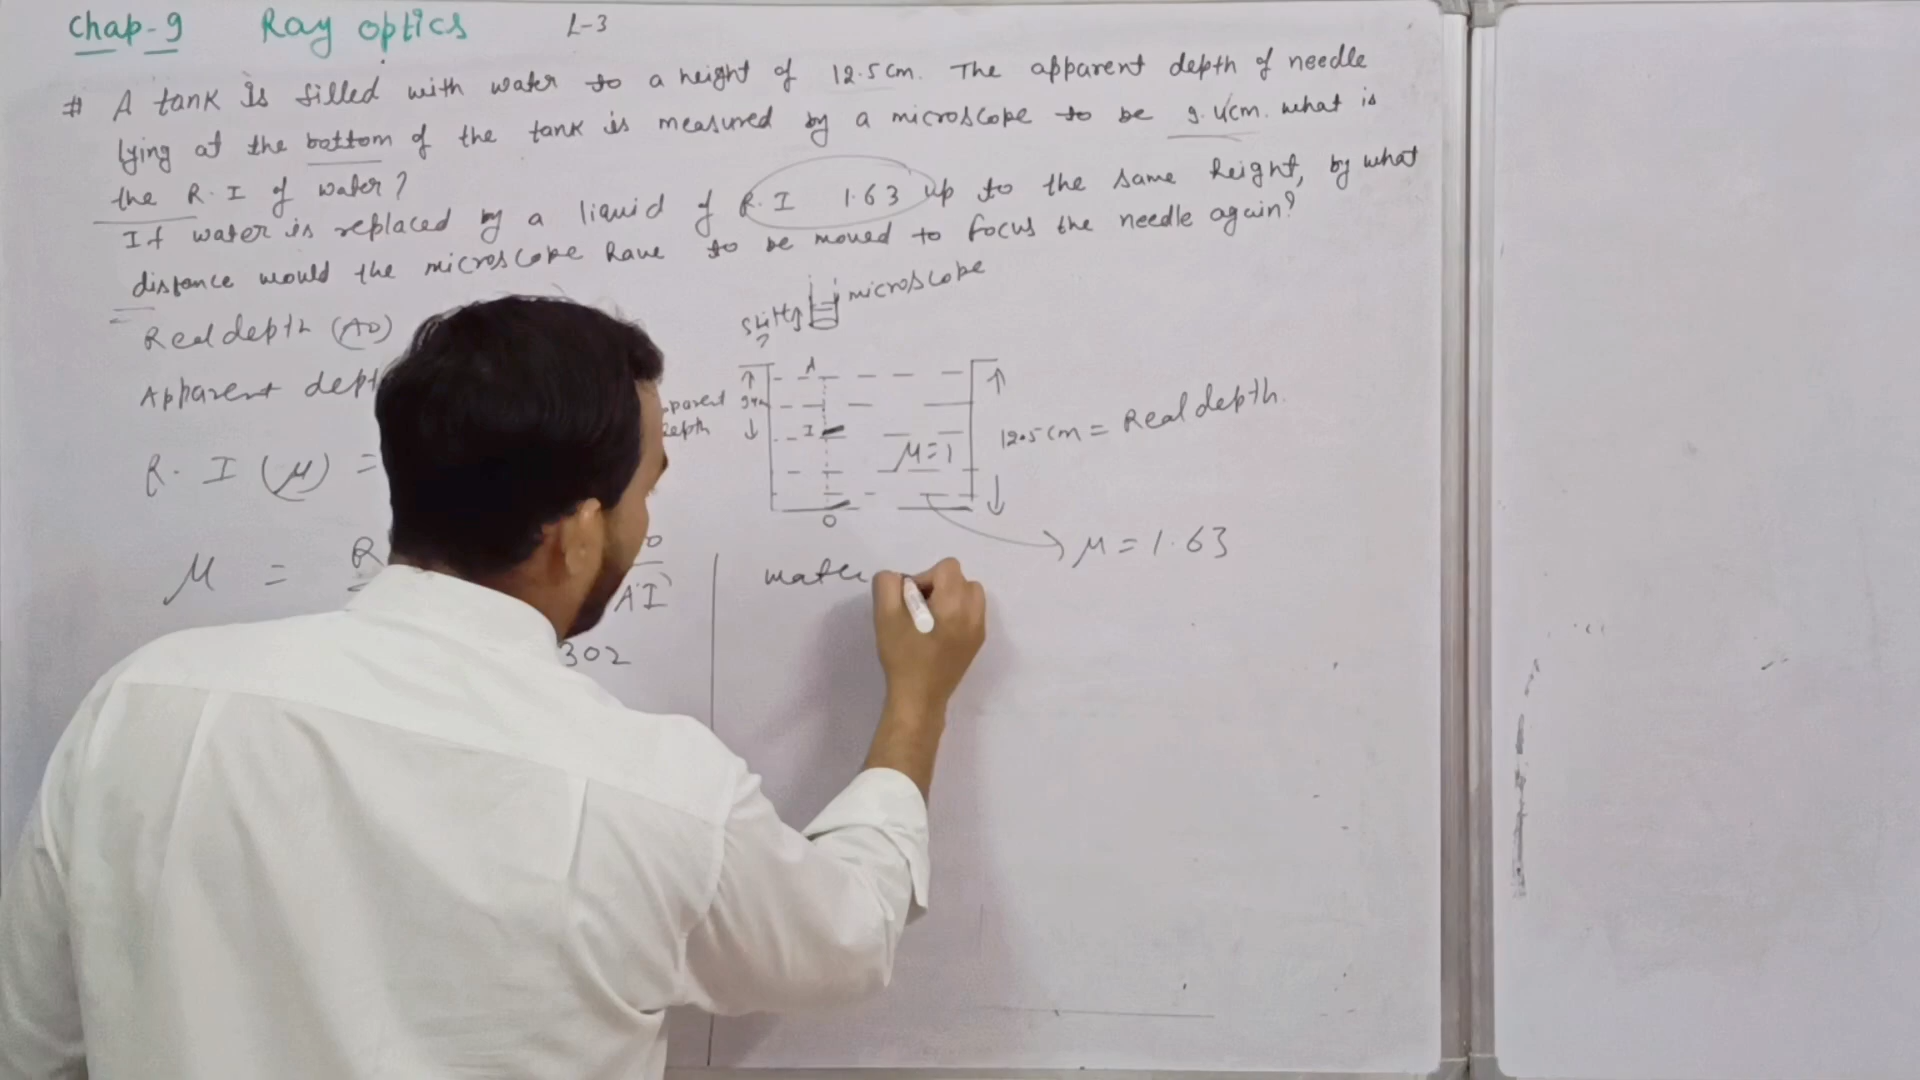 Chap-9 Ray optics L-3
# A tank is filled with water to a height of 12.5cm. The apparent depth of needle
lying at the bottom of the tank is measured by a microscope to be 9.4cm. what is
the R.I of water?
If water is replaced by a liquid of R.I 1.63 up to the same height, by what
distance would the microscope have to be moved to focus the needle again?
Real depth (AO)
Apparent dept
R.I (μ) =
μ = R
AI
302
microscope
A
9.4cm
I
μ=1
12.5cm = Real depth.
O
μ = 1.63
water